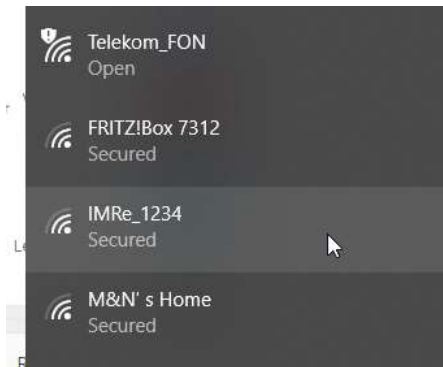 Telekom_FON
Open
FRITZ!Box 7312
Secured
IMRe_1234
Secured
M&N' s Home
Secured